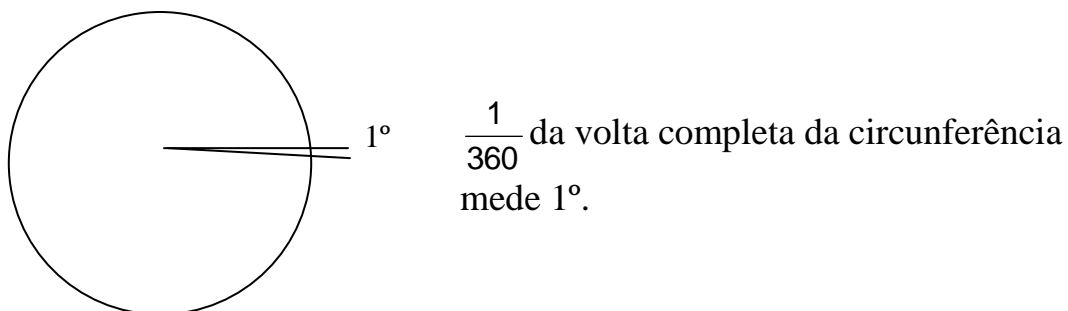 1º
1/360 da volta completa da circunferência
mede 1º.